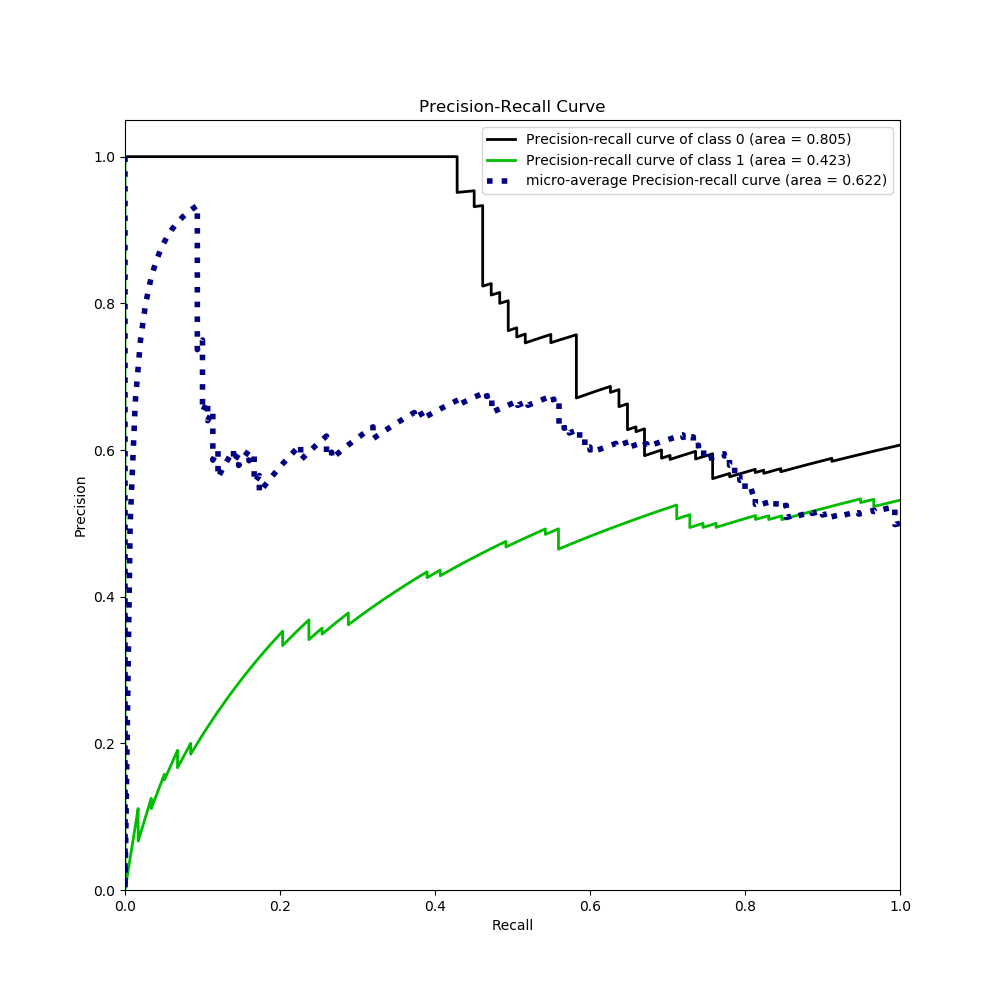 Precision-Recall Curve
Precision-recall curve of class 0 (area = 0.805)
Precision-recall curve of class 1 (area = 0.423)
micro-average Precision-recall curve (area = 0.622)
1.0
0.8
0.6
0.4
0.2
0.0
Precision
0.0 0.2 0.4 0.6 0.8 1.0
Recall